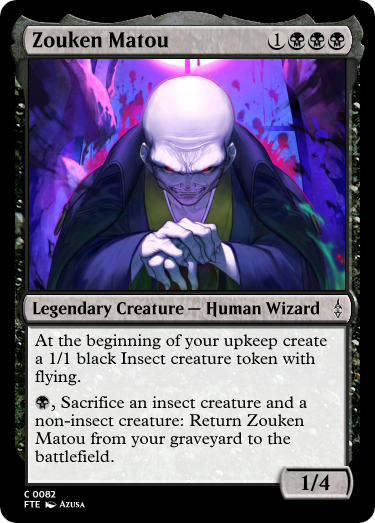 Zouken Matou 1
Legendary Creature — Human Wizard
At the beginning of your upkeep create
a 1/1 black Insect creature token with
flying.
, Sacrifice an insect creature and a
non-insect creature: Return Zouken
Matou from your graveyard to the
battlefield.
1/4
C 0082
FTE Azusa